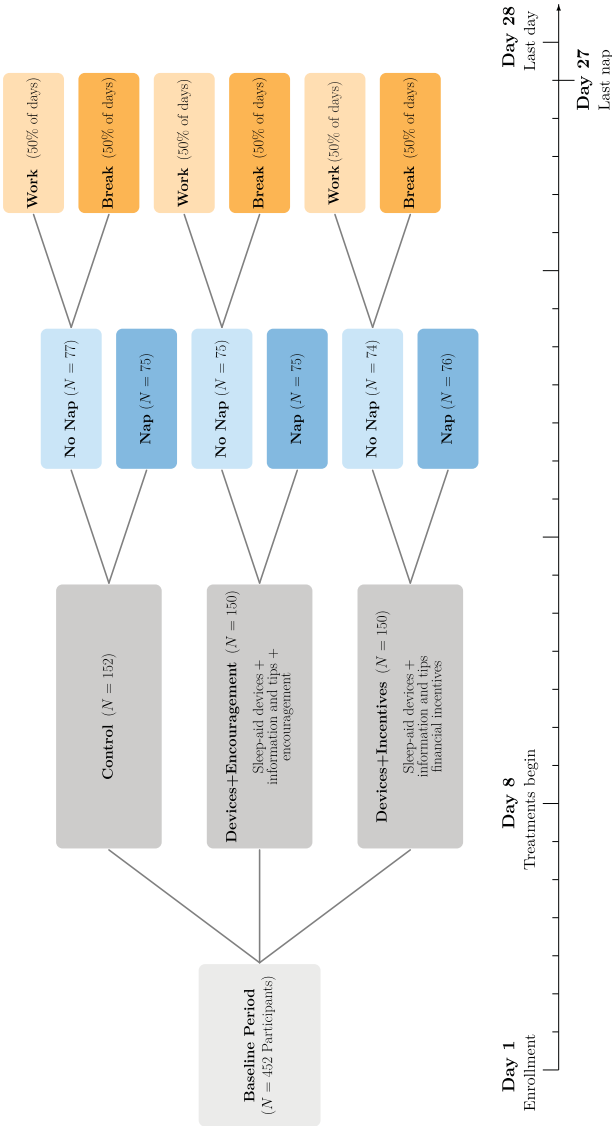 Baseline Period
(N = 452 Participants)
Control (N = 152)
Devices+Encouragement (N = 150)
Sleep-aid devices +
information and tips +
encouragement
Devices+Incentives (N = 150)
Sleep-aid devices +
information and tips
financial incentives
No Nap (N = 77)
Nap (N = 75)
No Nap (N = 75)
Nap (N = 75)
No Nap (N = 74)
Nap (N = 76)
Work (50% of days)
Break (50% of days)
Work (50% of days)
Break (50% of days)
Work (50% of days)
Break (50% of days)
Day 1
Enrollment
Day 8
Treatments begin
Day 28
Last day
Day 27
Last nap